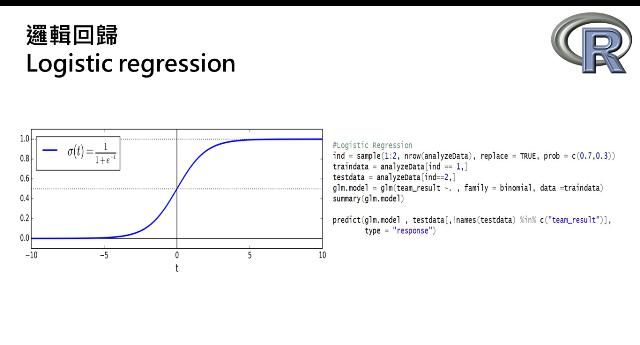 邏輯回歸
Logistic regression
R
σ(t) = 1/(1+e^-t)
1.0
0.8
0.6
0.4
0.2
0.0
−10 −5 0 5 10
t
#Logistic Regression
ind = sample(1:2, nrow(analyzeData), replace = TRUE, prob = c(0.7,0.3))
traindata = analyzeData[ind == 1,]
testdata = analyzeData[ind==2,]
glm.model = glm(team_result ~. , family = binomial, data =traindata)
summary(glm.model)
predict(glm.model , testdata[,!names(testdata) %in% c("team_result")],
type = "response")